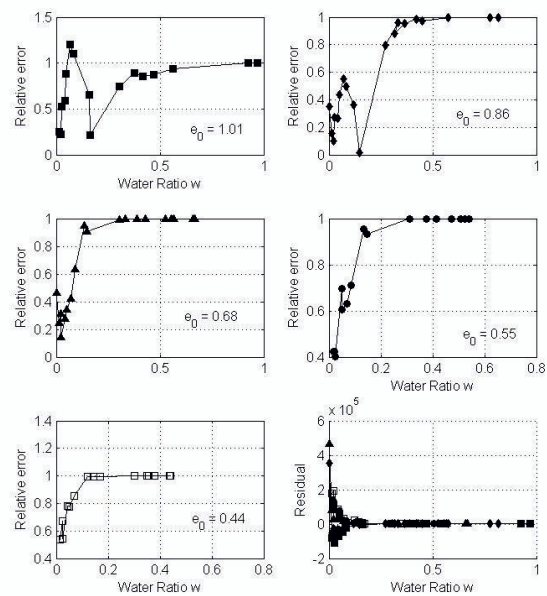 Relative error
1.5
1
0.5
0
0
0.5
1
e0 = 1.01
Water Ratio w
Relative error
1
0.8
0.6
0.4
0.2
0
0
0.5
1
e0 = 0.86
Water Ratio w
Relative error
1
0.8
0.6
0.4
0.2
0
0
0.5
1
e0 = 0.68
Water Ratio w
Relative error
1
0.8
0.6
0.4
0
0.2
0.4
0.6
0.8
e0 = 0.55
Water Ratio w
Relative error
1.4
1.2
1
0.8
0.6
0.4
0
0.2
0.4
0.6
0.8
e0 = 0.44
Water Ratio w
x 10^5
Residual
6
4
2
0
-2
0
0.5
1
Water Ratio w